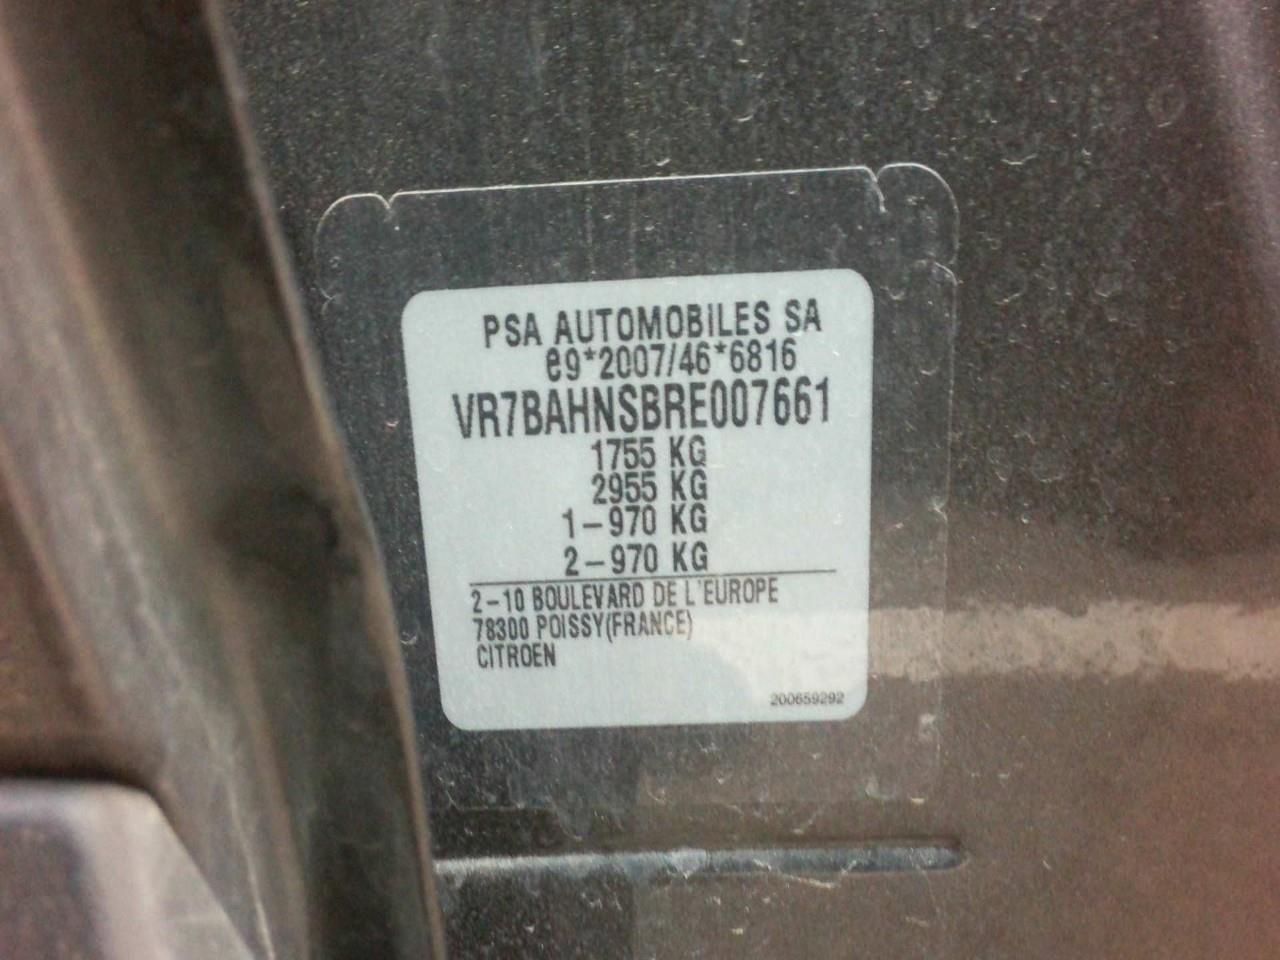 PSA AUTOMOBILES SA
e9*2007/46*6816
VR7BAHNSBRE007661
1755 KG
2955 KG
1-970 KG
2-970 KG
2-10 BOULEVARD DE L'EUROPE
78300 POISSY(FRANCE)
CITROEN
200659292